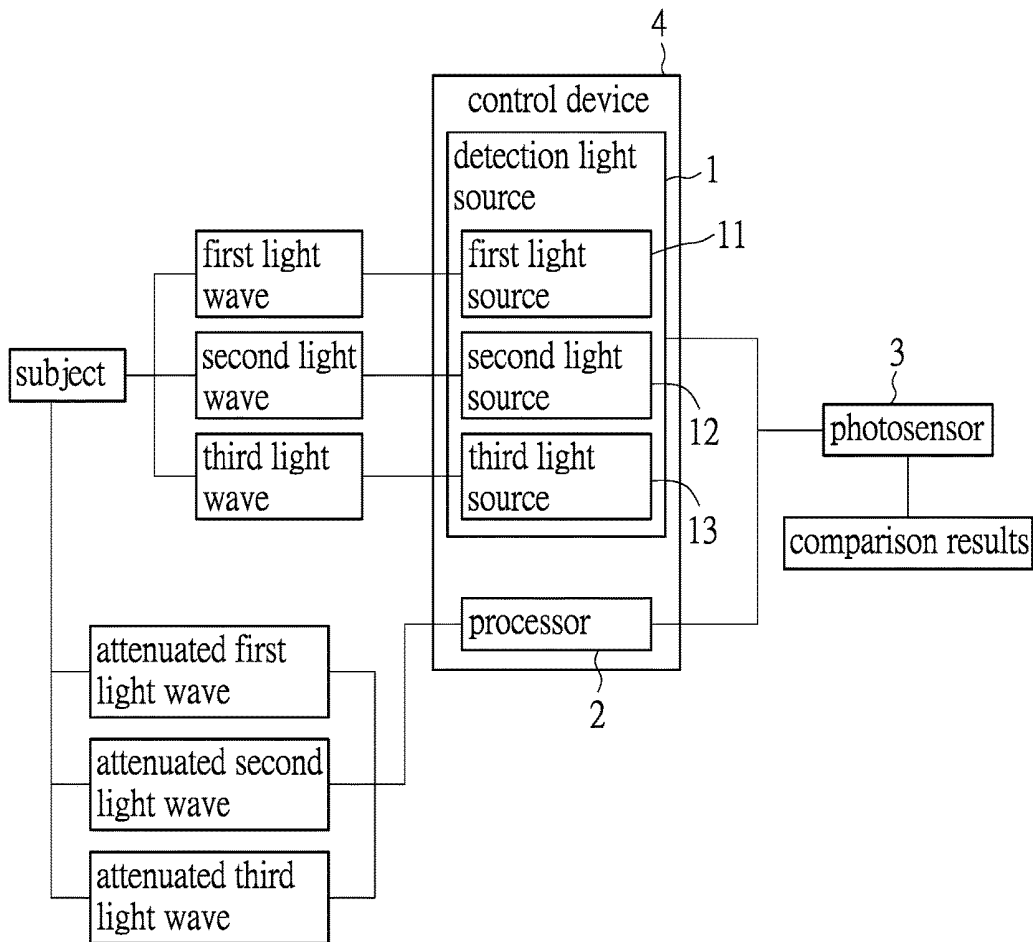 4
control device
detection light
source
1
11
first light
wave
first light
source
second light
wave
second light
source
12
subject
3
photosensor
third light
wave
third light
source
13
comparison results
processor
2
attenuated first
light wave
attenuated second
light wave
attenuated third
light wave